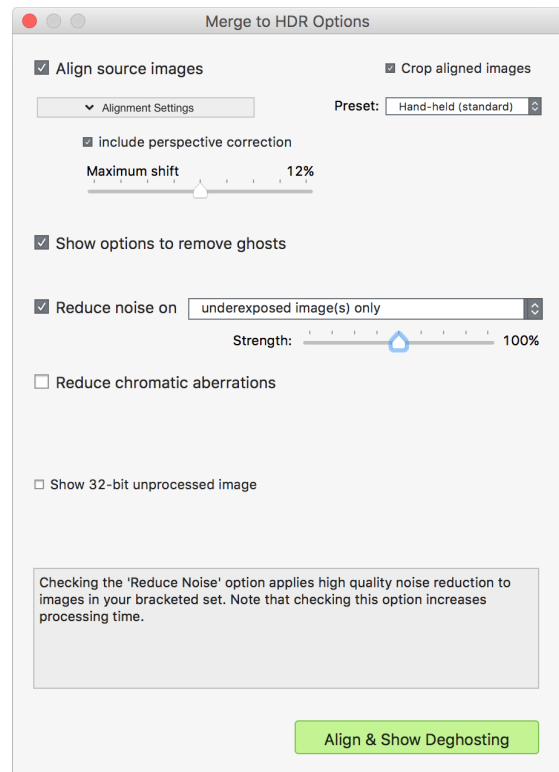 Merge to HDR Options
Align source images
Crop aligned images
Alignment Settings
Preset: Hand-held (standard)
include perspective correction
Maximum shift 12%
Show options to remove ghosts
Reduce noise on underexposed image(s) only
Strength: 100%
Reduce chromatic aberrations
Show 32-bit unprocessed image
Checking the 'Reduce Noise' option applies high quality noise reduction to
images in your bracketed set. Note that checking this option increases
processing time.
Align & Show Deghosting